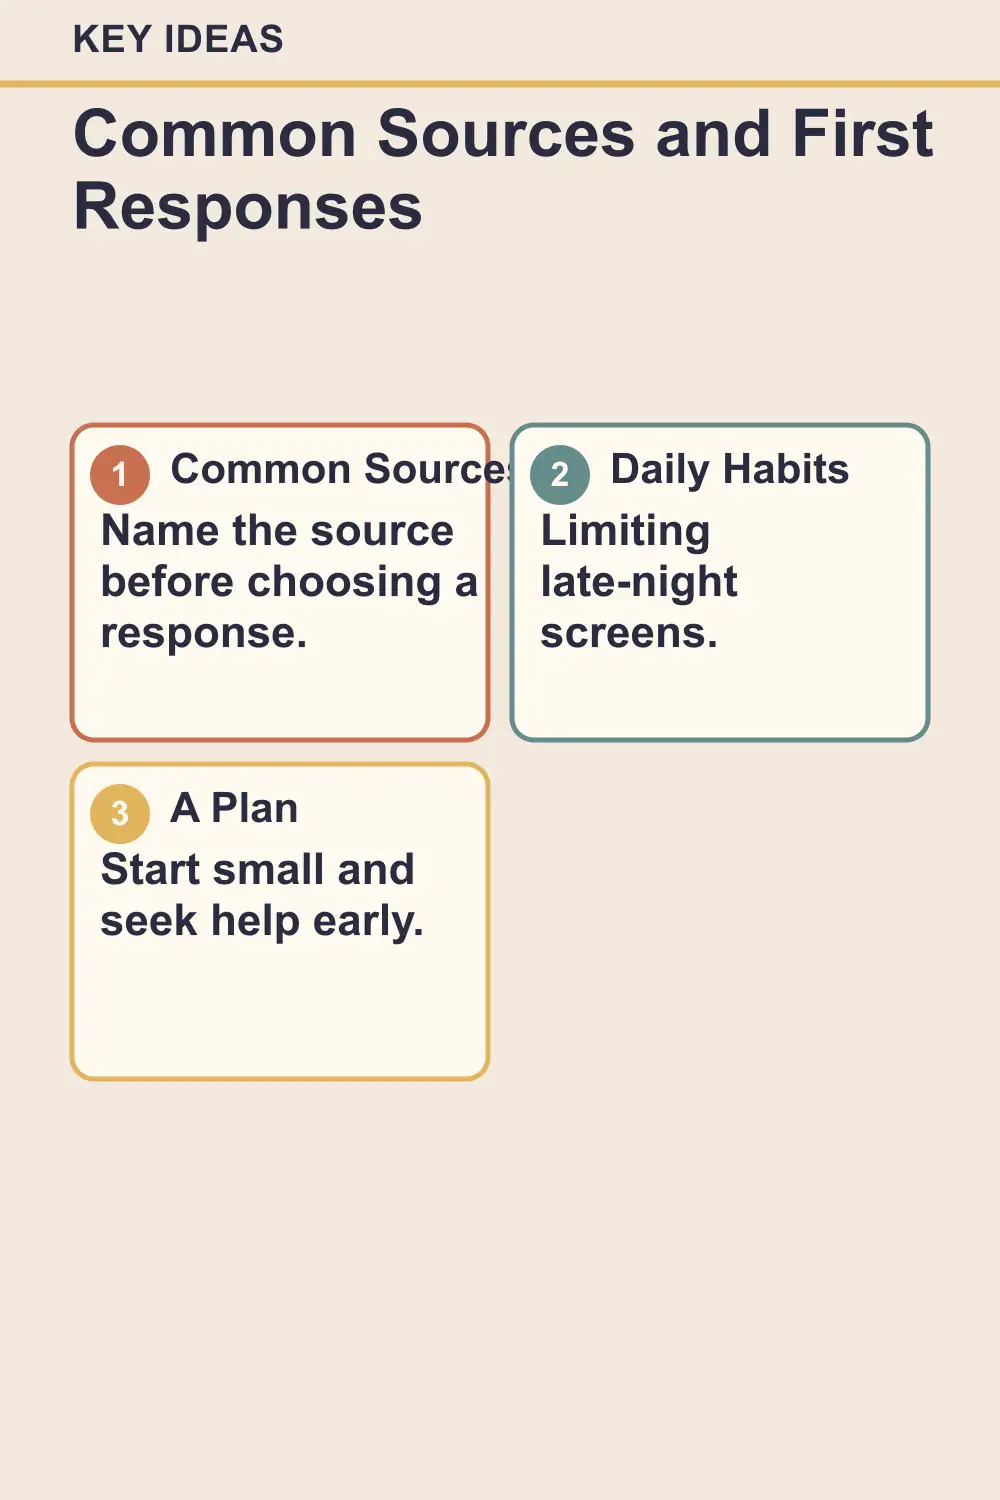 KEY IDEAS
Common Sources and First
Responses
1 Common Sources
Name the source
before choosing a
response.
2 Daily Habits
Limiting
late-night
screens.
3 A Plan
Start small and
seek help early.